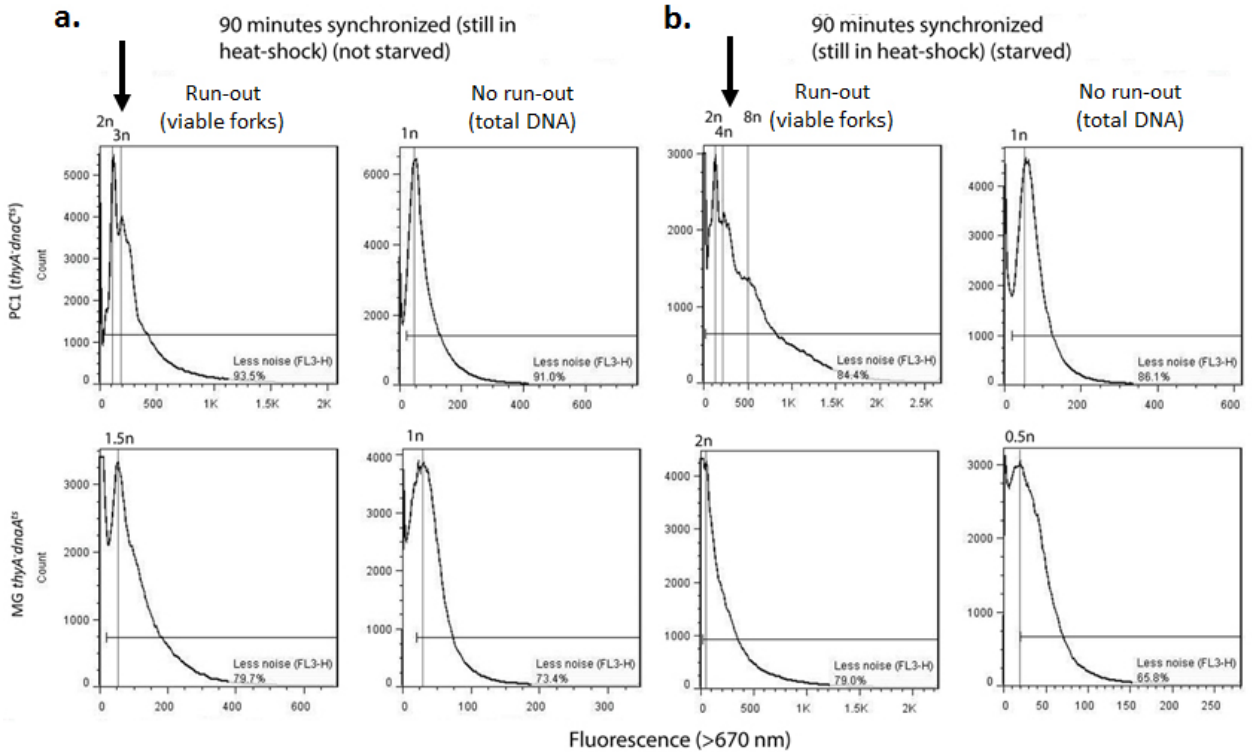 a.
90 minutes synchronized (still in
heat-shock) (not starved)
b.
90 minutes synchronized
(still in heat-shock) (starved)
Run-out
(viable forks)
No run-out
(total DNA)
Run-out
(viable forks)
No run-out
(total DNA)
PC1 (thyA⁻dnaCᵗˢ)
Count
2n
3n
5000
4000
3000
2000
1000
0
0 500 1K 1.5K 2K
Less noise (FL3-H)
93.5%
1n
6000
4000
2000
0
0 200 400 600
Less noise (FL3-H)
91.0%
2n 8n
4n
3000
2000
1000
0
0 500 1K 1.5K 2K 2.5K
Less noise (FL3-H)
84.4%
1n
4000
3000
2000
1000
0
0 200 400 600
Less noise (FL3-H)
86.1%
MG thyA⁻dnaAᵗˢ
Count
1.5n
3000
2000
1000
0
0 200 400 600
Less noise (FL3-H)
79.7%
1n
4000
3000
2000
1000
0
0 100 200 300
Less noise (FL3-H)
73.4%
2n
4000
3000
2000
1000
0
0 500 1K 1.5K 2K
Less noise (FL3-H)
79.0%
0.5n
3000
2000
1000
0
0 50 100 150 200 250
Less noise (FL3-H)
65.8%
Fluorescence (>670 nm)